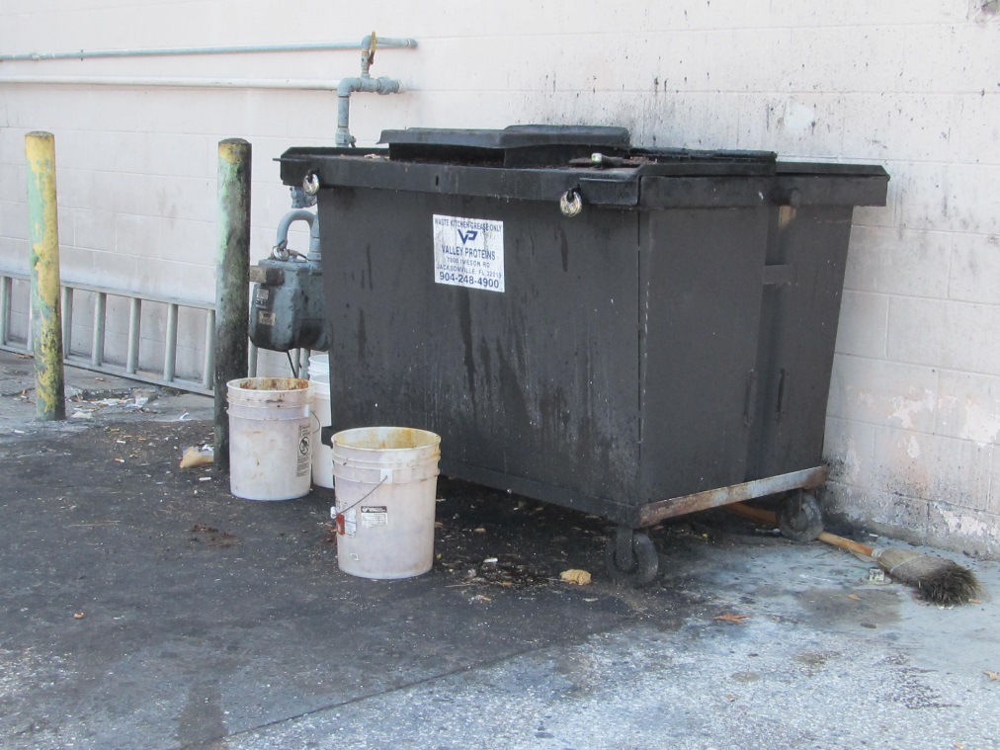 WASTE KITCHEN GREASE ONLY
VP
VALLEY PROTEINS
JACKSONVILLE, FL
904-248-4900